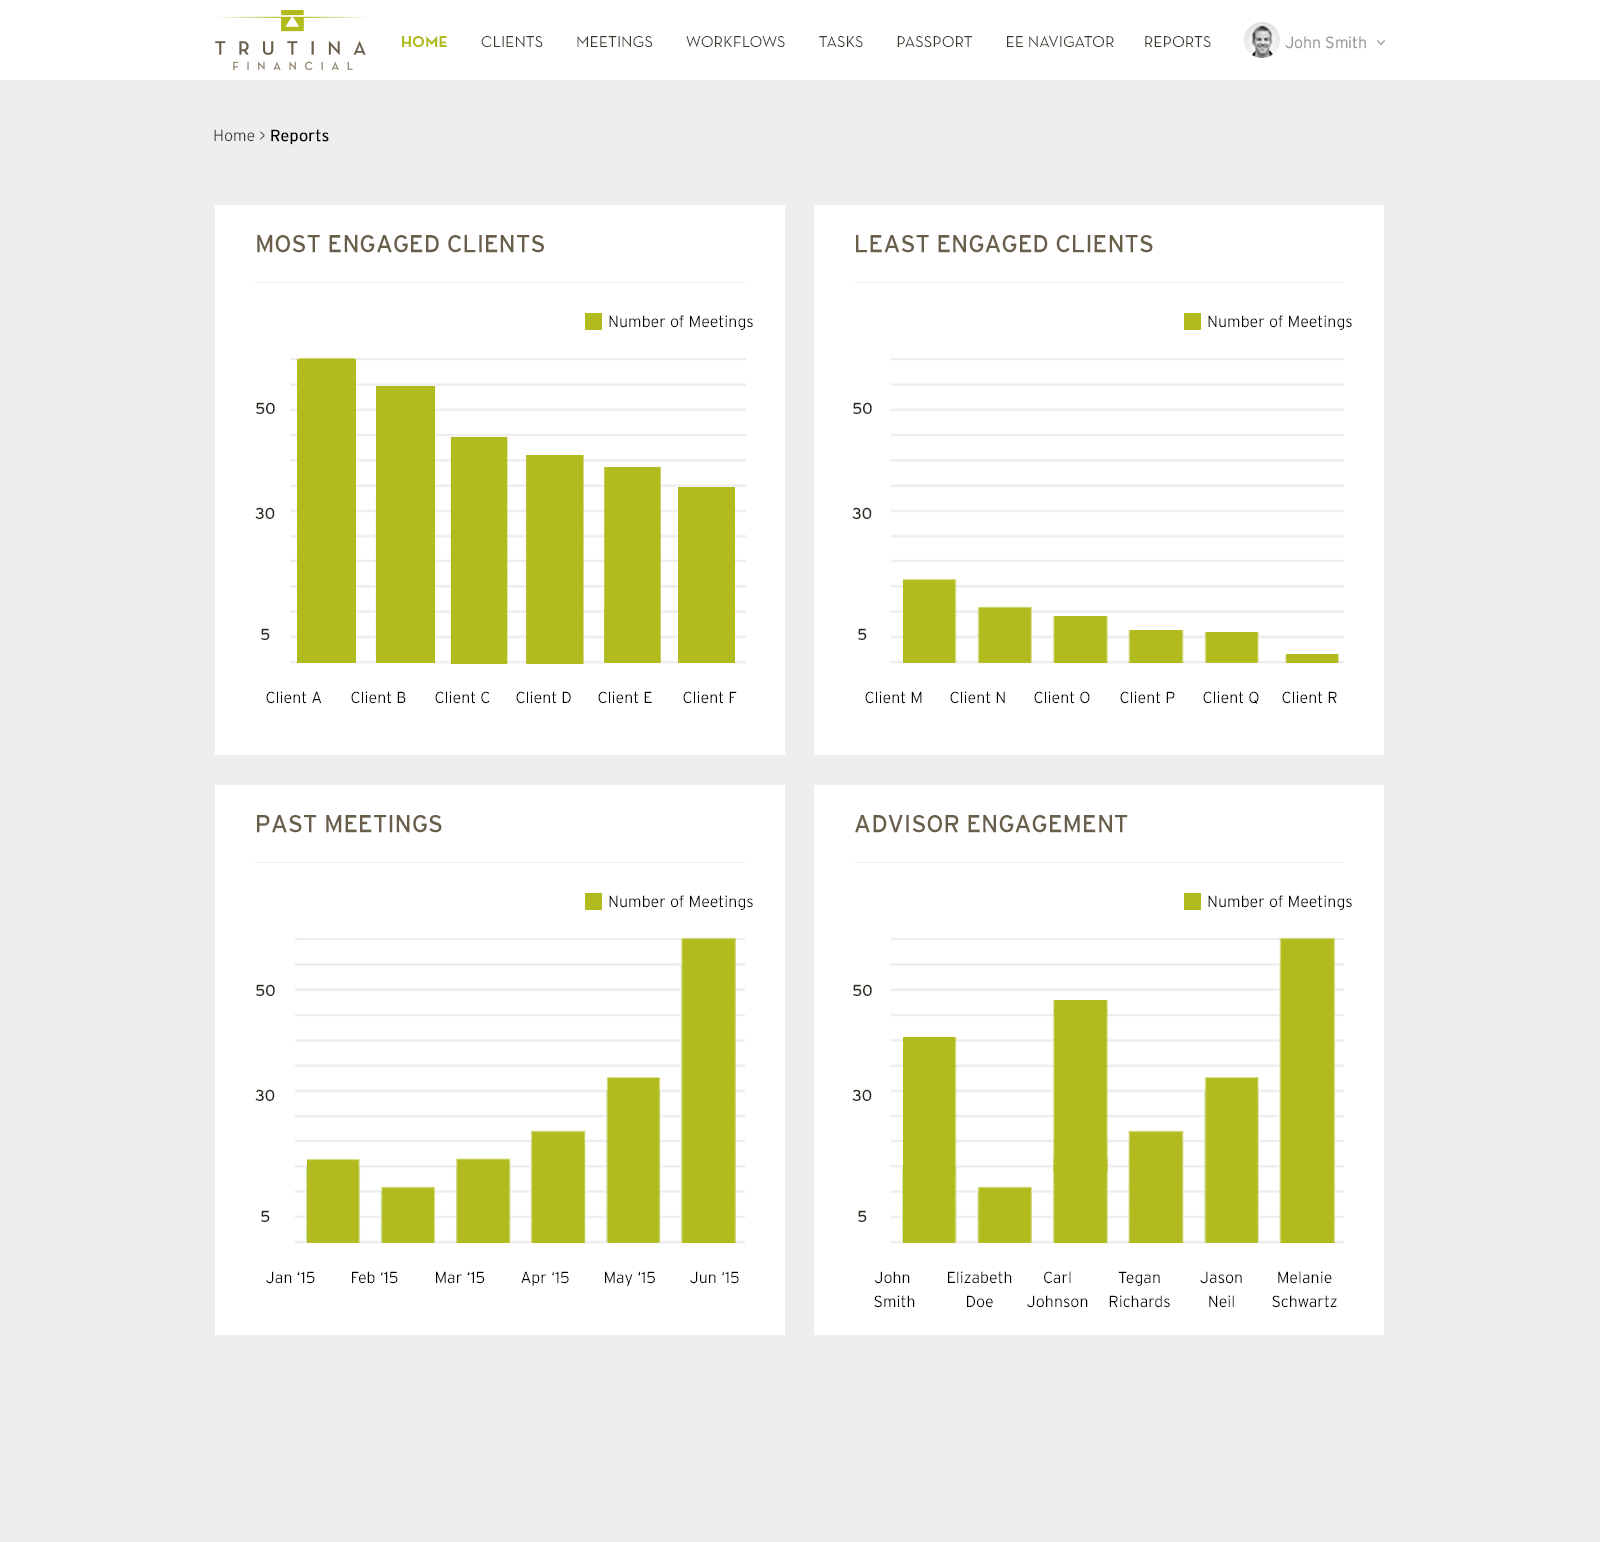 TRUTINA
FINANCIAL
HOME CLIENTS MEETINGS WORKFLOWS TASKS PASSPORT EE NAVIGATOR REPORTS John Smith
Home > Reports
MOST ENGAGED CLIENTS
Number of Meetings
50
30
5
Client A Client B Client C Client D Client E Client F
LEAST ENGAGED CLIENTS
Number of Meetings
50
30
5
Client M Client N Client O Client P Client Q Client R
PAST MEETINGS
Number of Meetings
50
30
5
Jan ‘15 Feb ‘15 Mar ‘15 Apr ‘15 May ‘15 Jun ‘15
ADVISOR ENGAGEMENT
Number of Meetings
50
30
5
John Elizabeth Carl Tegan Jason Melanie
Smith Doe Johnson Richards Neil Schwartz